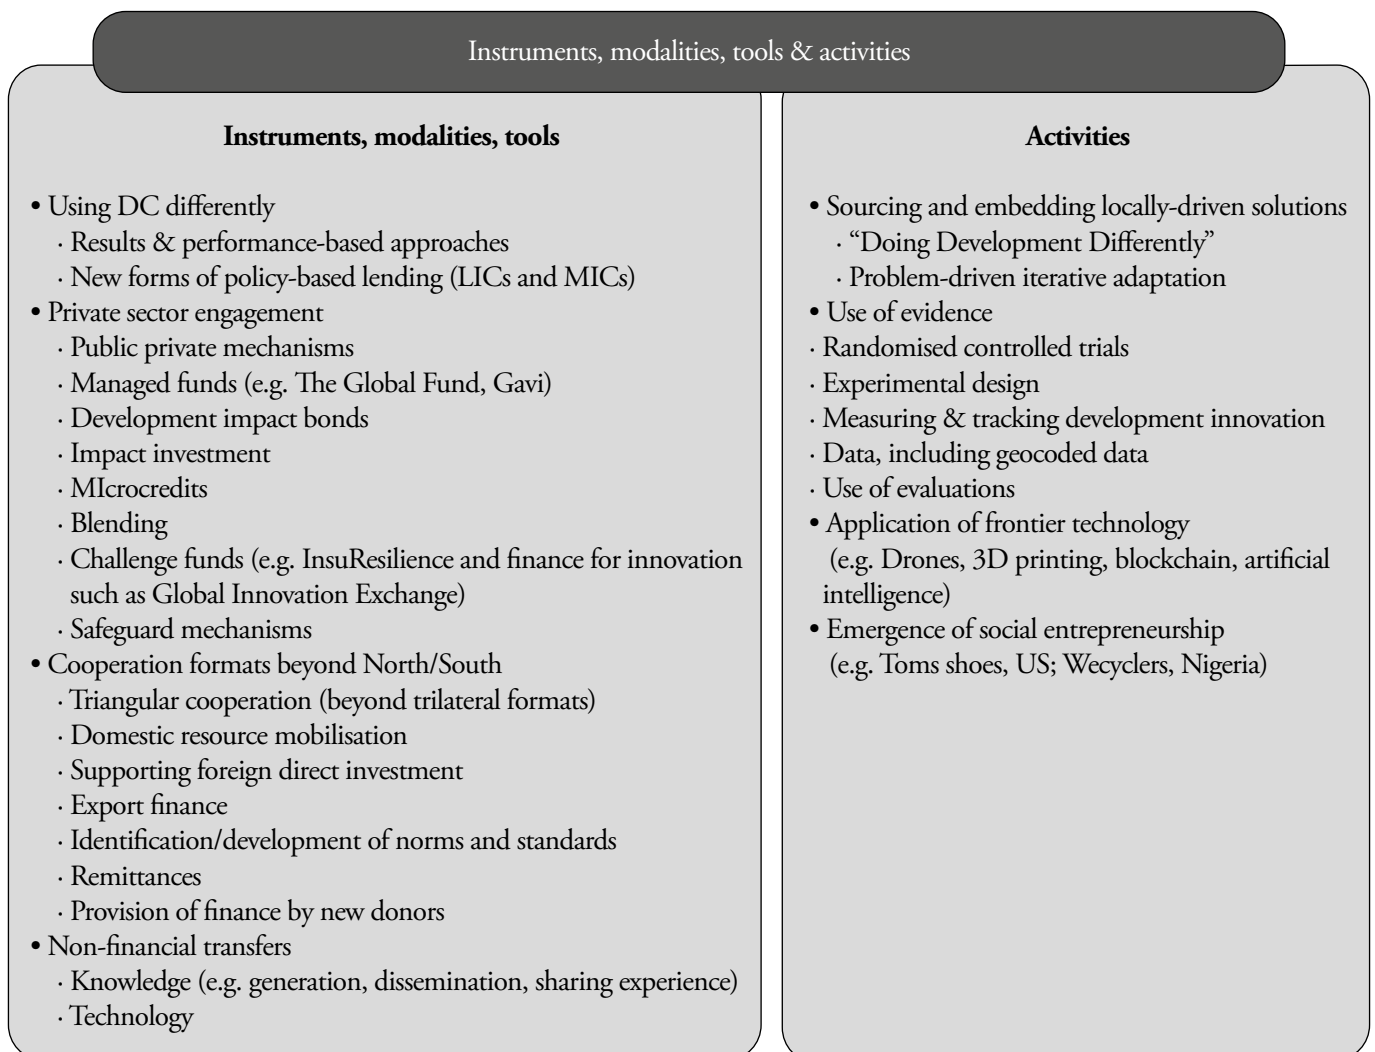 Instruments, modalities, tools & activities
Instruments, modalities, tools
• Using DC differently
· Results & performance-based approaches
· New forms of policy-based lending (LICs and MICs)
• Private sector engagement
· Public private mechanisms
· Managed funds (e.g. The Global Fund, Gavi)
· Development impact bonds
· Impact investment
· MIcrocredits
· Blending
· Challenge funds (e.g. InsuResilience and finance for innovation
such as Global Innovation Exchange)
· Safeguard mechanisms
• Cooperation formats beyond North/South
· Triangular cooperation (beyond trilateral formats)
· Domestic resource mobilisation
· Supporting foreign direct investment
· Export finance
· Identification/development of norms and standards
· Remittances
· Provision of finance by new donors
• Non-financial transfers
· Knowledge (e.g. generation, dissemination, sharing experience)
· Technology
Activities
• Sourcing and embedding locally-driven solutions
· “Doing Development Differently”
· Problem-driven iterative adaptation
• Use of evidence
· Randomised controlled trials
· Experimental design
· Measuring & tracking development innovation
· Data, including geocoded data
· Use of evaluations
• Application of frontier technology
(e.g. Drones, 3D printing, blockchain, artificial
intelligence)
• Emergence of social entrepreneurship
(e.g. Toms shoes, US; Wecyclers, Nigeria)